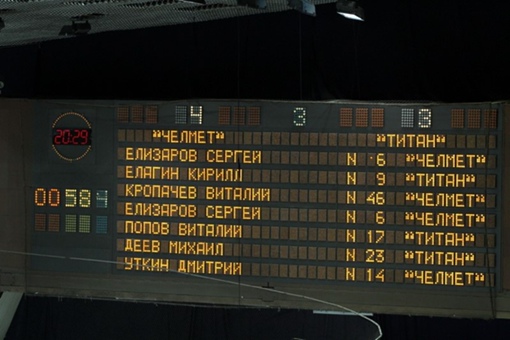 4 3 3
20:29
"ЧЕЛМЕТ" "ТИТАН"
ЕЛИЗАРОВ СЕРГЕЙ N 6 "ЧЕЛМЕТ"
ЕЛАГИН КИРИЛЛ N 9 "ТИТАН"
КРОПАЧЕВ ВИТАЛИЙ N 46 "ЧЕЛМЕТ"
00 58 4
ЕЛИЗАРОВ СЕРГЕЙ N 6 "ЧЕЛМЕТ"
ПОПОВ ВИТАЛИЙ N 17 "ТИТАН"
ДЕЕВ МИХАИЛ N 23 "ТИТАН"
УТКИН ДМИТРИЙ N 14 "ЧЕЛМЕТ"